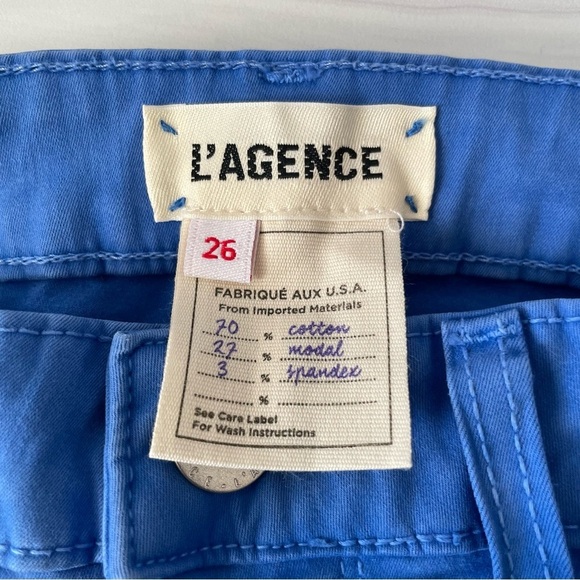 L'AGENCE
26
FABRIQUÉ AUX U.S.A.
From Imported Materials
70 % cotton
27 % modal
3 % spandex
%
See Care Label
For Wash Instructions